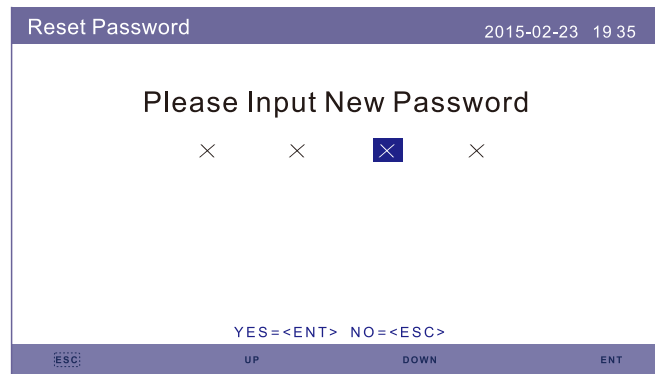 Reset Password 2015-02-23 19 35
Please Input New Password
× × × ×
YES=<ENT> NO=<ESC>
ESC UP DOWN ENT